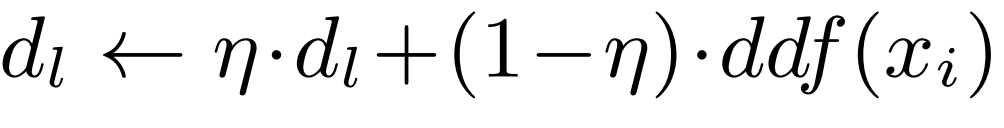 d_l ← η·d_l+(1−η)·ddf(x_i)